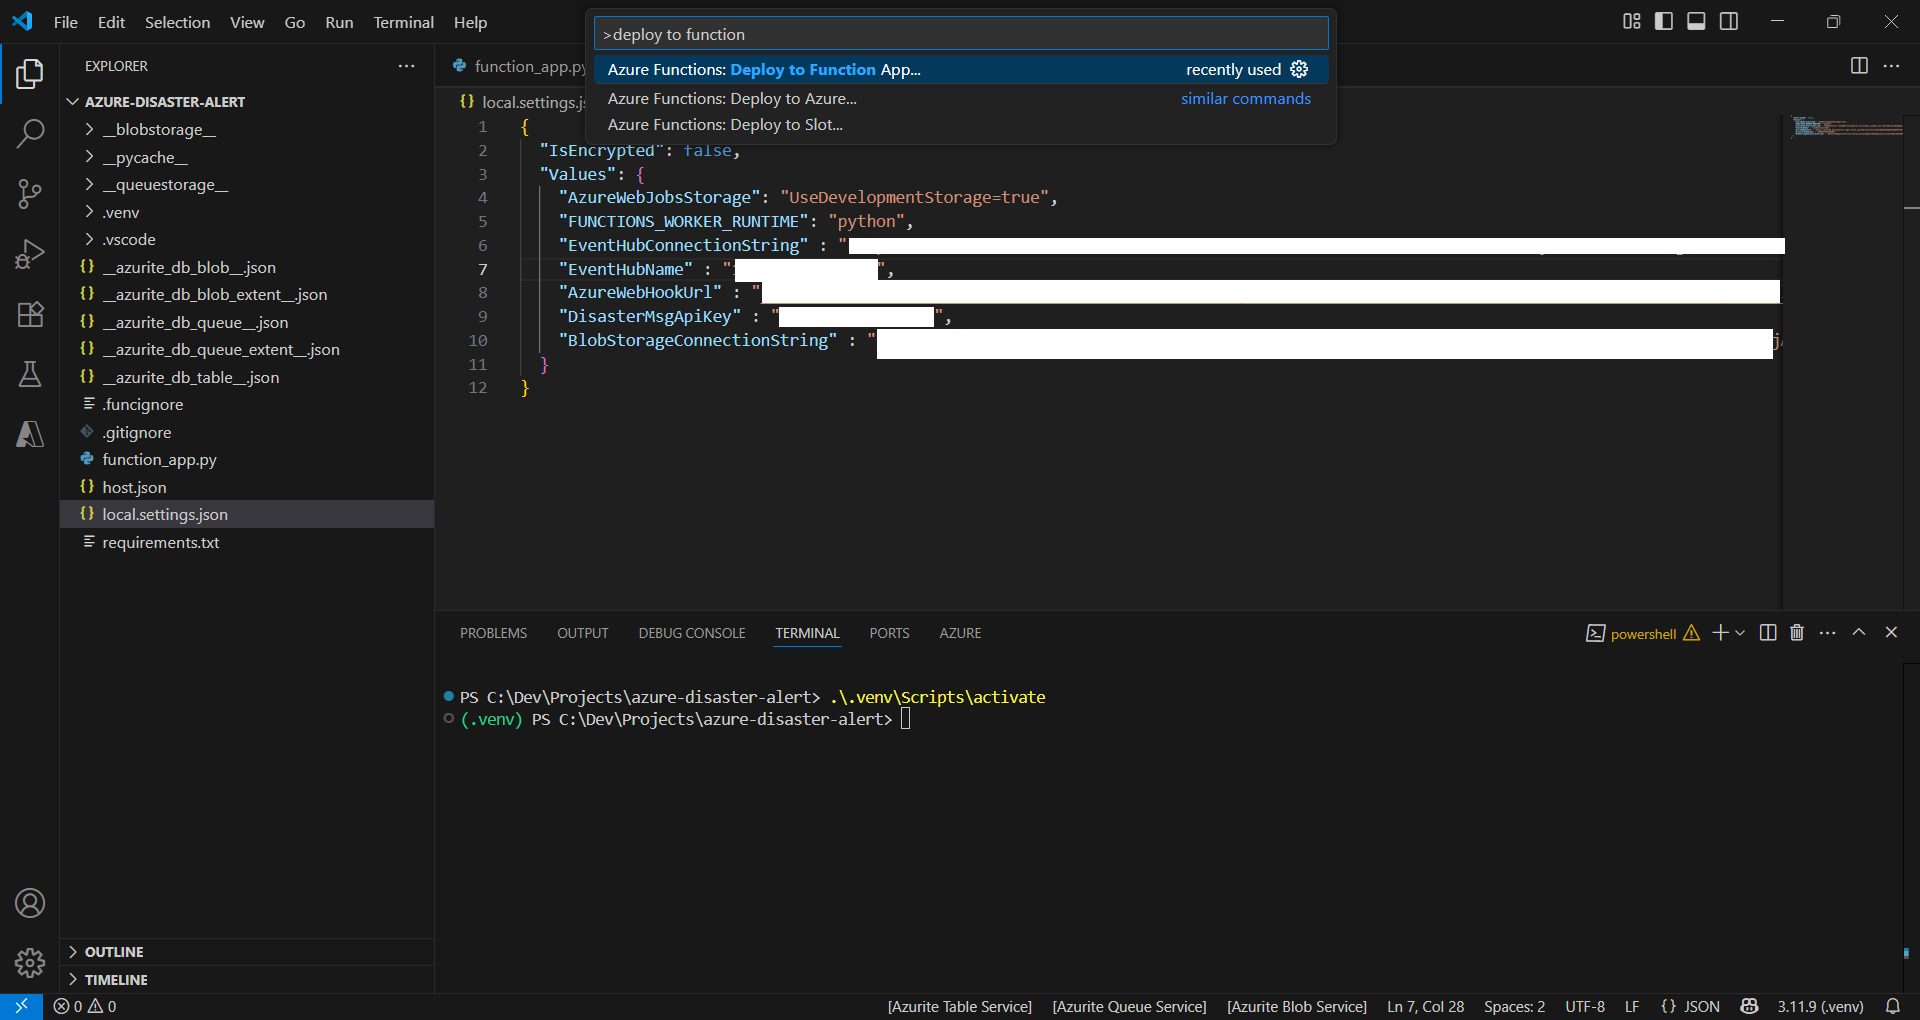 File Edit Selection View Go Run Terminal Help
>deploy to function
Azure Functions: Deploy to Function App... recently used
Azure Functions: Deploy to Azure... similar commands
Azure Functions: Deploy to Slot...
EXPLORER
AZURE-DISASTER-ALERT
__blobstorage__
__pycache__
__queuestorage__
.venv
.vscode
__azurite_db_blob__.json
__azurite_db_blob_extent__.json
__azurite_db_queue__.json
__azurite_db_queue_extent__.json
__azurite_db_table__.json
.funcignore
.gitignore
function_app.py
host.json
local.settings.json
requirements.txt
OUTLINE
TIMELINE
function_app.py
local.settings.js
1 {
2 "IsEncrypted": false,
3 "Values": {
4 "AzureWebJobsStorage": "UseDevelopmentStorage=true",
5 "FUNCTIONS_WORKER_RUNTIME": "python",
6 "EventHubConnectionString" : "
7 "EventHubName" : " ",
8 "AzureWebHookUrl" : "
9 "DisasterMsgApiKey" : " ",
10 "BlobStorageConnectionString" : "
11 }
12 }
PROBLEMS OUTPUT DEBUG CONSOLE TERMINAL PORTS AZURE
powershell
PS C:\Dev\Projects\azure-disaster-alert> .\.venv\Scripts\activate
(.venv) PS C:\Dev\Projects\azure-disaster-alert>
0 0 [Azurite Table Service] [Azurite Queue Service] [Azurite Blob Service] Ln 7, Col 28 Spaces: 2 UTF-8 LF {} JSON 3.11.9 (.venv)